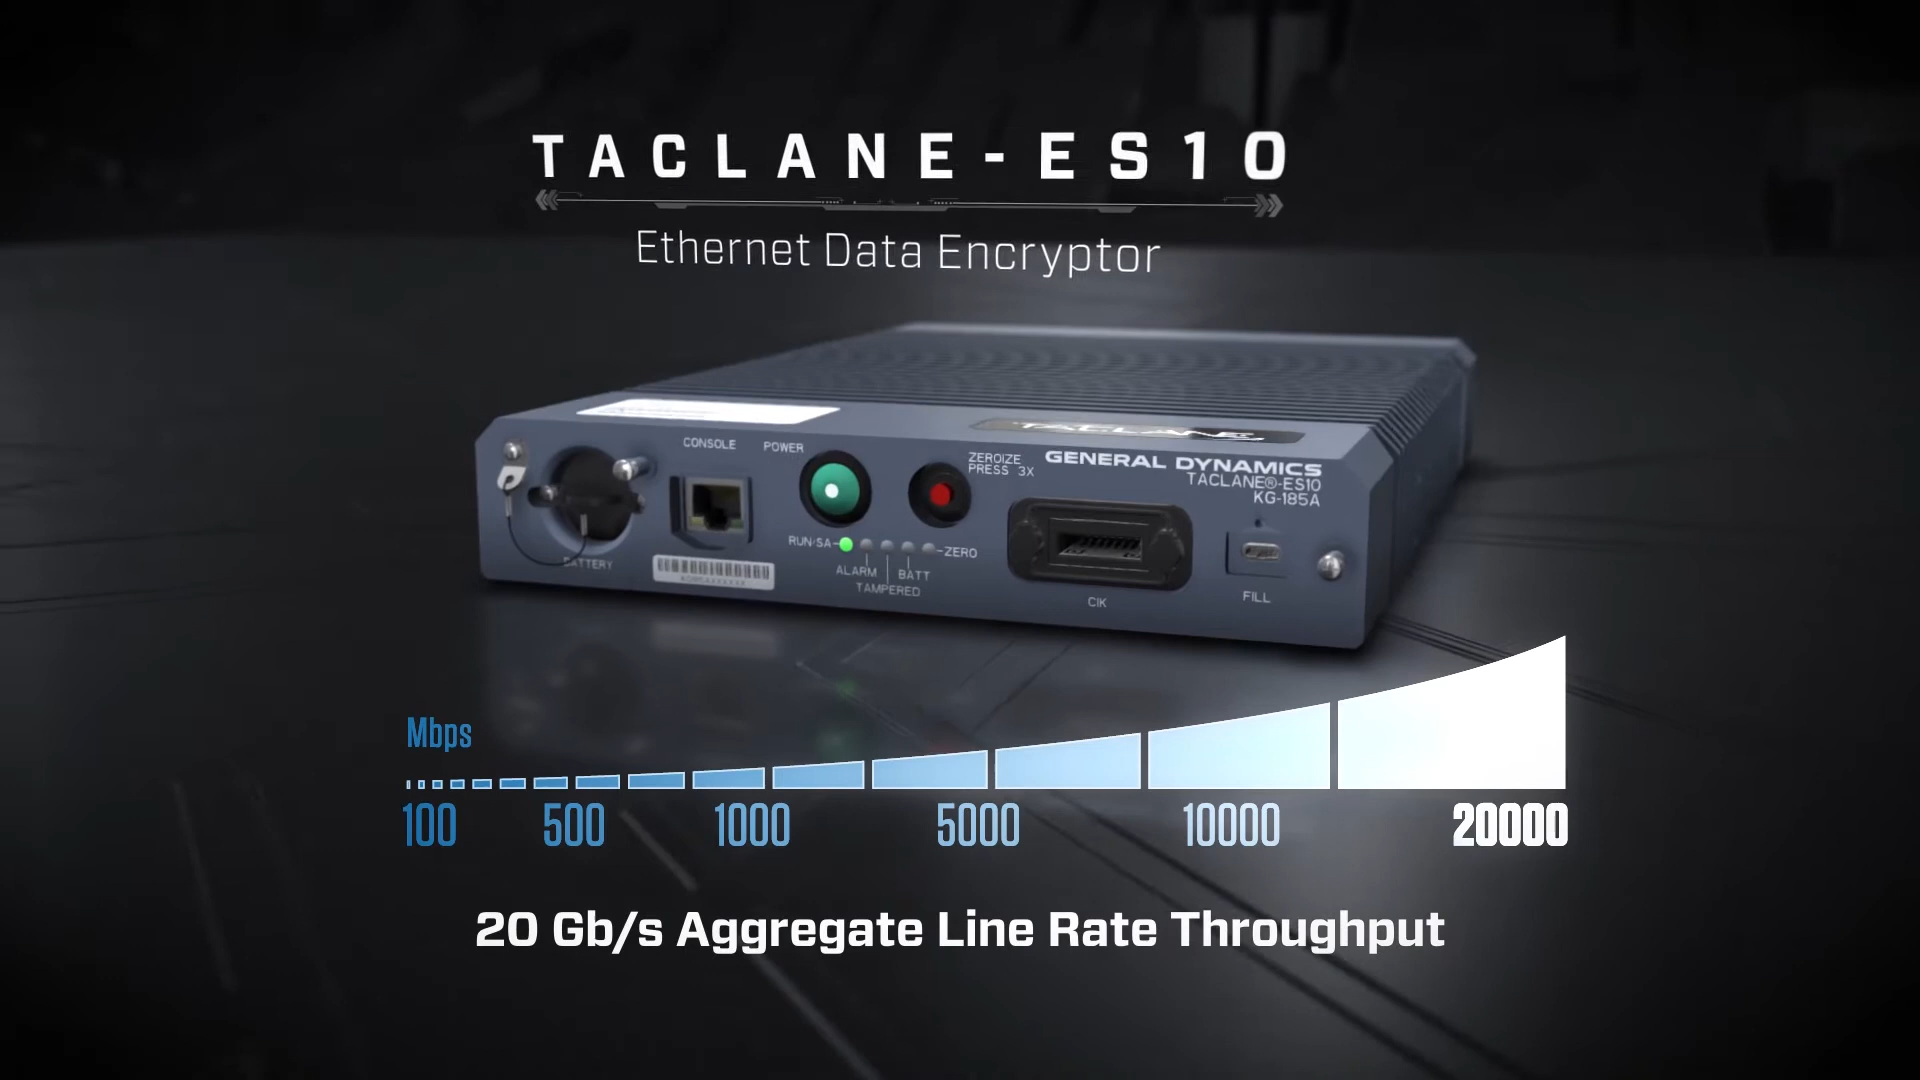 TACLANE-ES10
Ethernet Data Encryptor
TACLANE
CONSOLE
POWER
ZEROIZE
PRESS 3X
GENERAL DYNAMICS
TACLANE®-ES10
KG-185A
RUN/SA
ZERO
ALARM
BATT
TAMPERED
BATTERY
CIK
FILL
Mbps
100 500 1000 5000 10000 20000
20 Gb/s Aggregate Line Rate Throughput